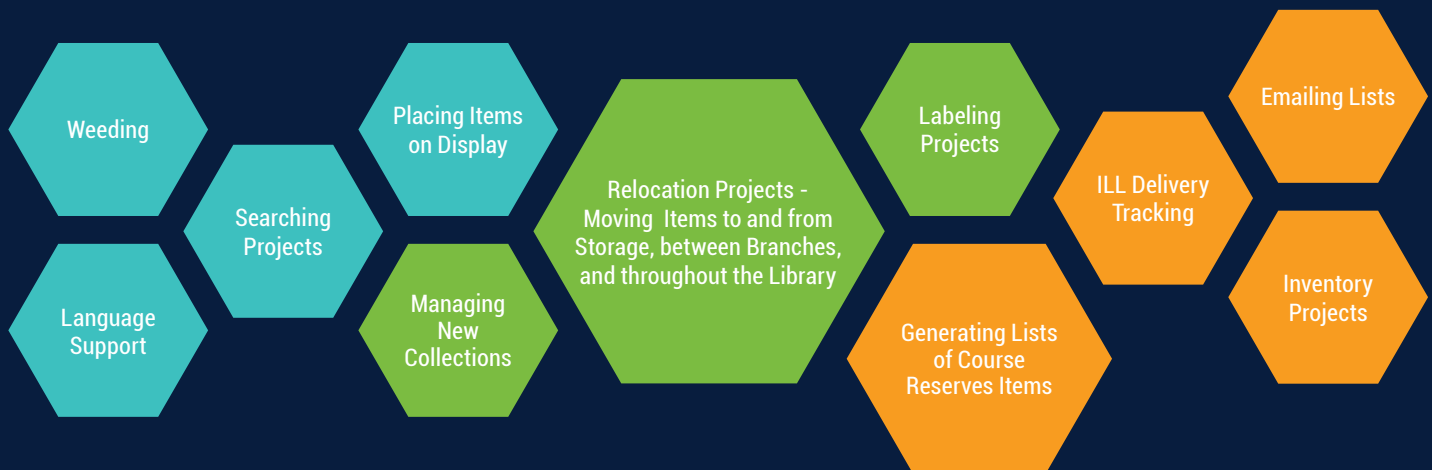 Weeding
Language
Support
Searching
Projects
Placing Items
on Display
Managing
New
Collections
Relocation Projects -
Moving Items to and from
Storage, between Branches,
and throughout the Library
Labeling
Projects
Generating Lists
of Course
Reserves Items
ILL Delivery
Tracking
Emailing Lists
Inventory
Projects